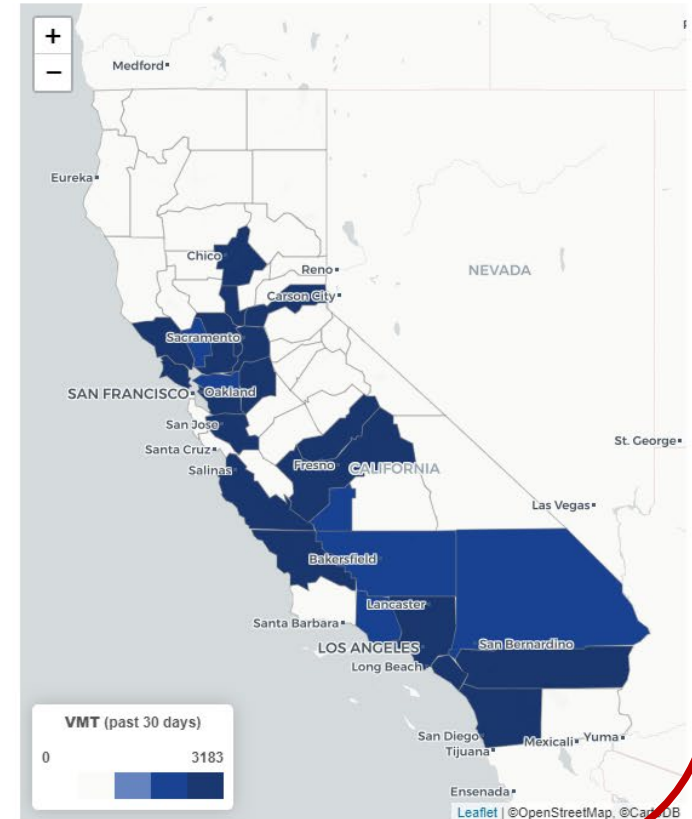 +
−
Medford
Eureka
Chico
Reno
NEVADA
Carson City
Sacramento
SAN FRANCISCO
Oakland
San Jose
St. George
Santa Cruz
Salinas
Fresno
CALIFORNIA
Las Vegas
Bakersfield
Lancaster
Santa Barbara
San Bernardino
LOS ANGELES
Long Beach
VMT (past 30 days)
0 3183
San Diego
Mexicali
Yuma
Tijuana
Ensenada
Leaflet | ©OpenStreetMap, ©CartoDB